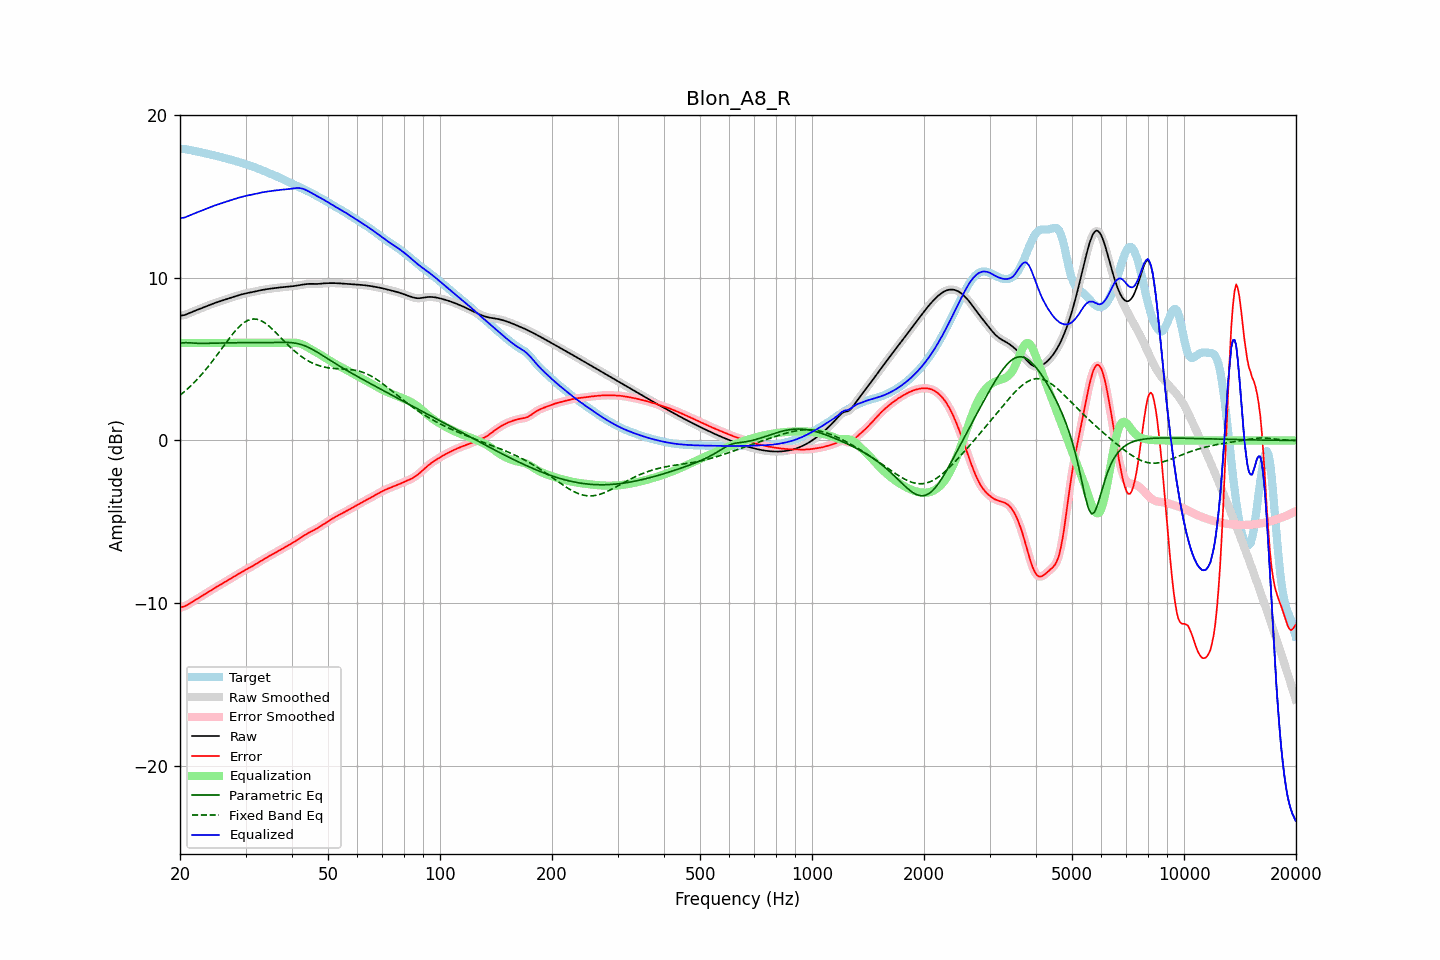 Blon_A8_R
20
10
0
−10
−20
Amplitude (dBr)
20
50
100
200
500
1000
2000
5000
10000
20000
Frequency (Hz)
Target
Raw Smoothed
Error Smoothed
Raw
Error
Equalization
Parametric Eq
Fixed Band Eq
Equalized